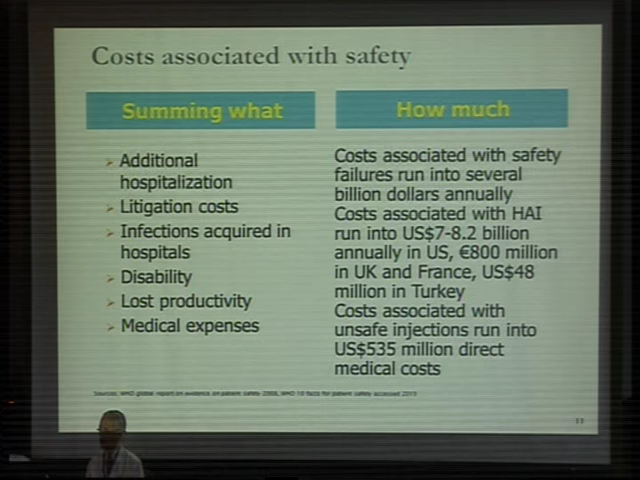 Costs associated with safety
Summing what
Additional
hospitalization
Litigation costs
Infections acquired in
hospitals
Disability
Lost productivity
Medical expenses
How much
Costs associated with safety
failures run into several
billion dollars annually
Costs associated with HAI
run into US$7-8.2 billion
annually in US, €800 million
in UK and France, US$48
million in Turkey
Costs associated with
unsafe injections run into
US$535 million direct
medical costs
Sources: WHO global report on evidence on patient safety 2008, WHO 10 facts for patient safety accessed 2010